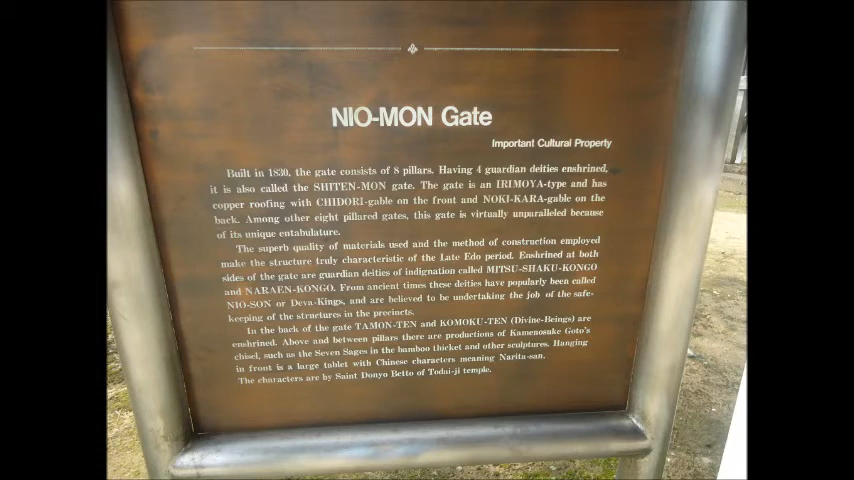 NIO-MON Gate
Important Cultural Property
Built in 1830, the gate consists of 8 pillars. Having 4 guardian deities enshrined,
it is also called the SHITEN-MON gate. The gate is an IRIMOYA-type and has
copper roofing with CHIDORI-gable on the front and NOKI-KARA-gable on the
back. Among other eight pillared gates, this gate is virtually unparalleled because
of its unique entabulature.
The superb quality of materials used and the method of construction employed
make the structure truly characteristic of the Late Edo period. Enshrined at both
sides of the gate are guardian deities of indignation called MITSU-SHAKU-KONGO
and NARAEN-KONGO. From ancient times these deities have popularly been called
NIO-SON or Deva-Kings, and are believed to be undertaking the job of the safe-
keeping of the structures in the precincts.
In the back of the gate TAMON-TEN and KOMOKU-TEN (Divine-Beings) are
enshrined. Above and between pillars there are productions of Kamenosuke Goto's
chisel, such as the Seven Sages in the bamboo thicket and other sculptures. Hanging
in front is a large tablet with Chinese characters meaning Narita-san.
The characters are by Saint Donyo Betto of Todai-ji temple.